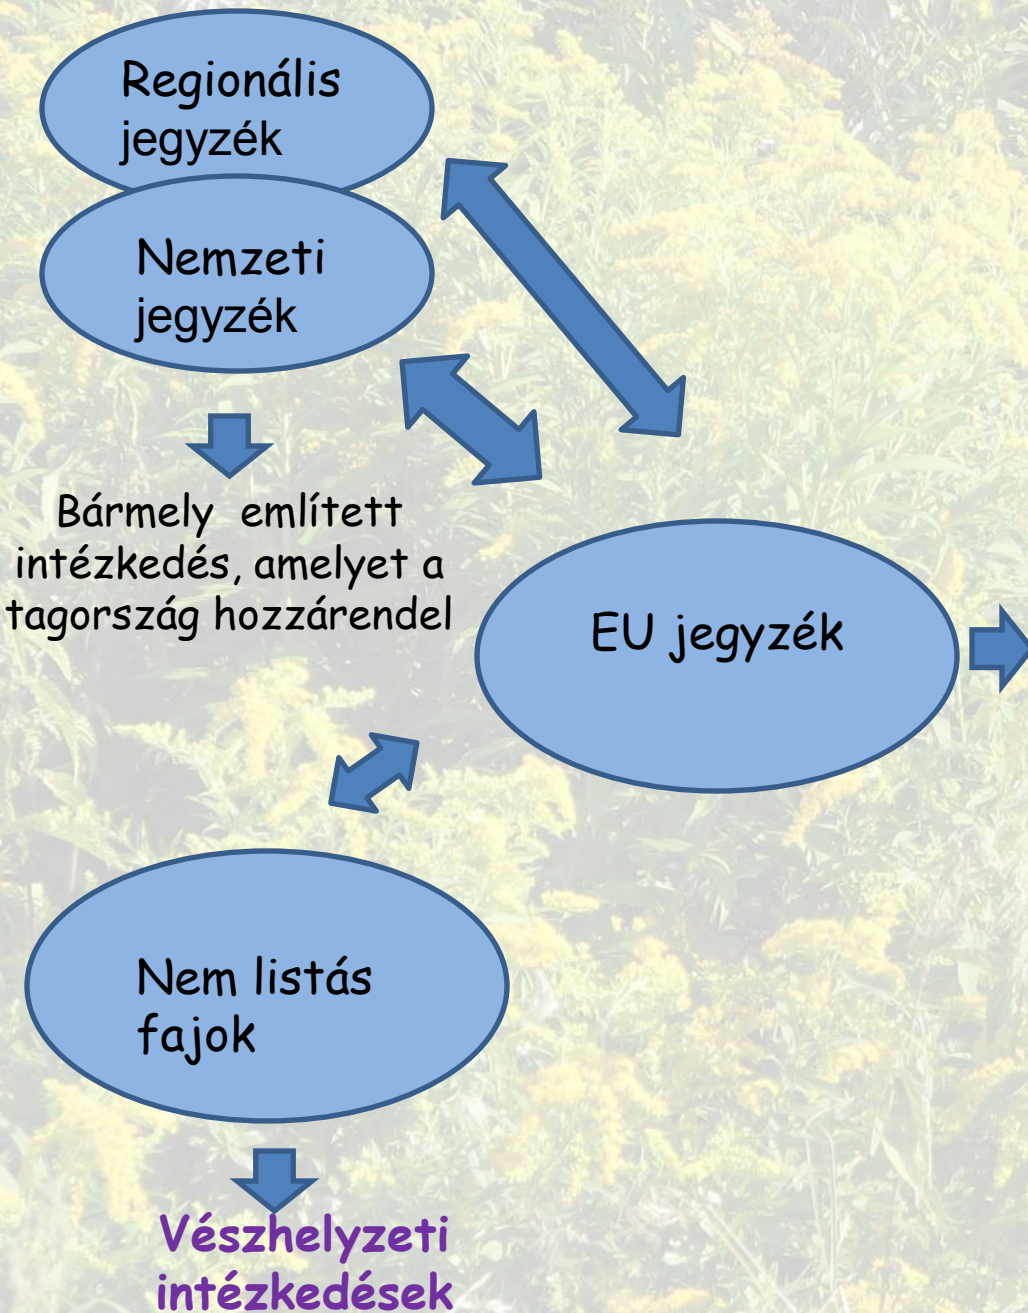 Regionális
jegyzék
Nemzeti
jegyzék
Bármely említett
intézkedés, amelyet a
tagország hozzárendel
EU jegyzék
Nem listás
fajok
Vészhelyzeti
intézkedések